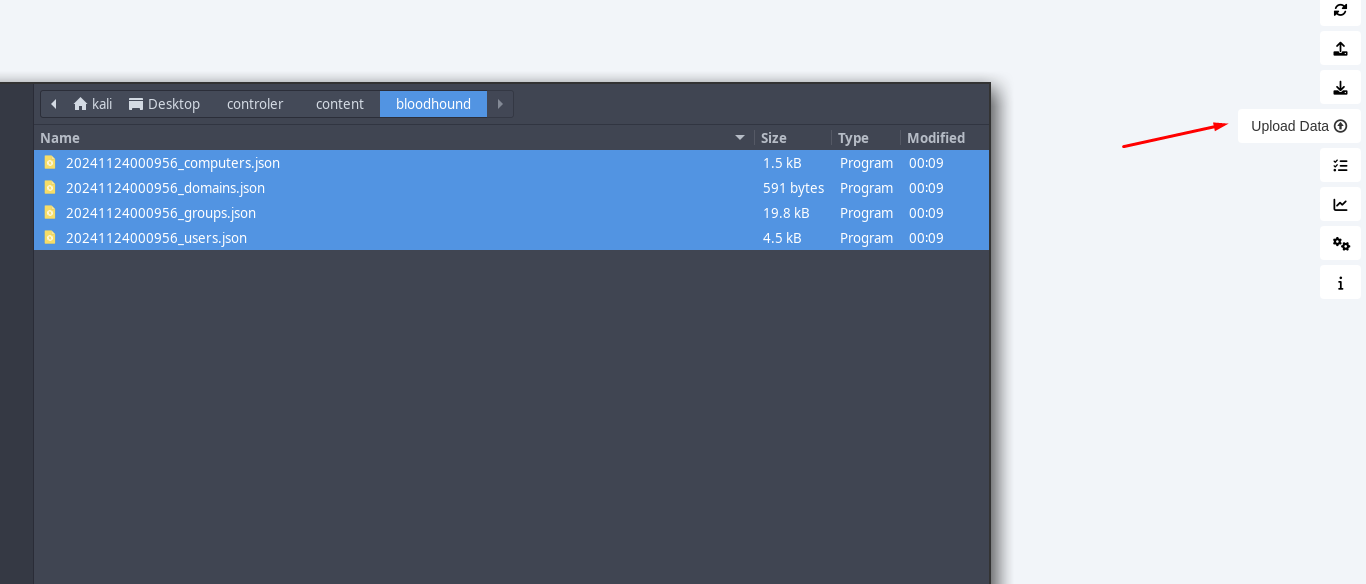 kali Desktop controler content bloodhound
Name Size Type Modified
20241124000956_computers.json 1.5 kB Program 00:09
20241124000956_domains.json 591 bytes Program 00:09
20241124000956_groups.json 19.8 kB Program 00:09
20241124000956_users.json 4.5 kB Program 00:09
Upload Data